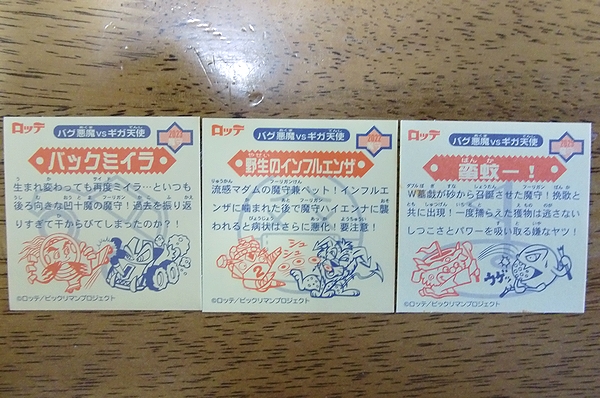 ロッテ
バグ悪魔vsギガ天使
2022
バックミイラ
生まれ変わっても再度ミイラ…といつも
後ろ向きな凹十魔の魔守!過去を振り返
りすぎて干からびてしまったのか?!
©ロッテ/ビックリマンプロジェクト
ロッテ
バグ悪魔vsギガ天使
2022
野生のインフルエンザ
流感マダムの魔守兼ペット!インフルエ
ンザに噛まれた後で魔守ハイエンナに襲
われると病状はさらに悪化!要注意!
©ロッテ/ビックリマンプロジェクト
ロッテ
バグ悪魔vsギガ天使
2022
蚊一!
W墓戯が砂から召顕させた魔守!挽歌と
共に出現!一度捕らえた獲物は逃さない
しつこさとパワーを吸い取る嫌なヤツ!
©ロッテ/ビックリマンプロジェクト